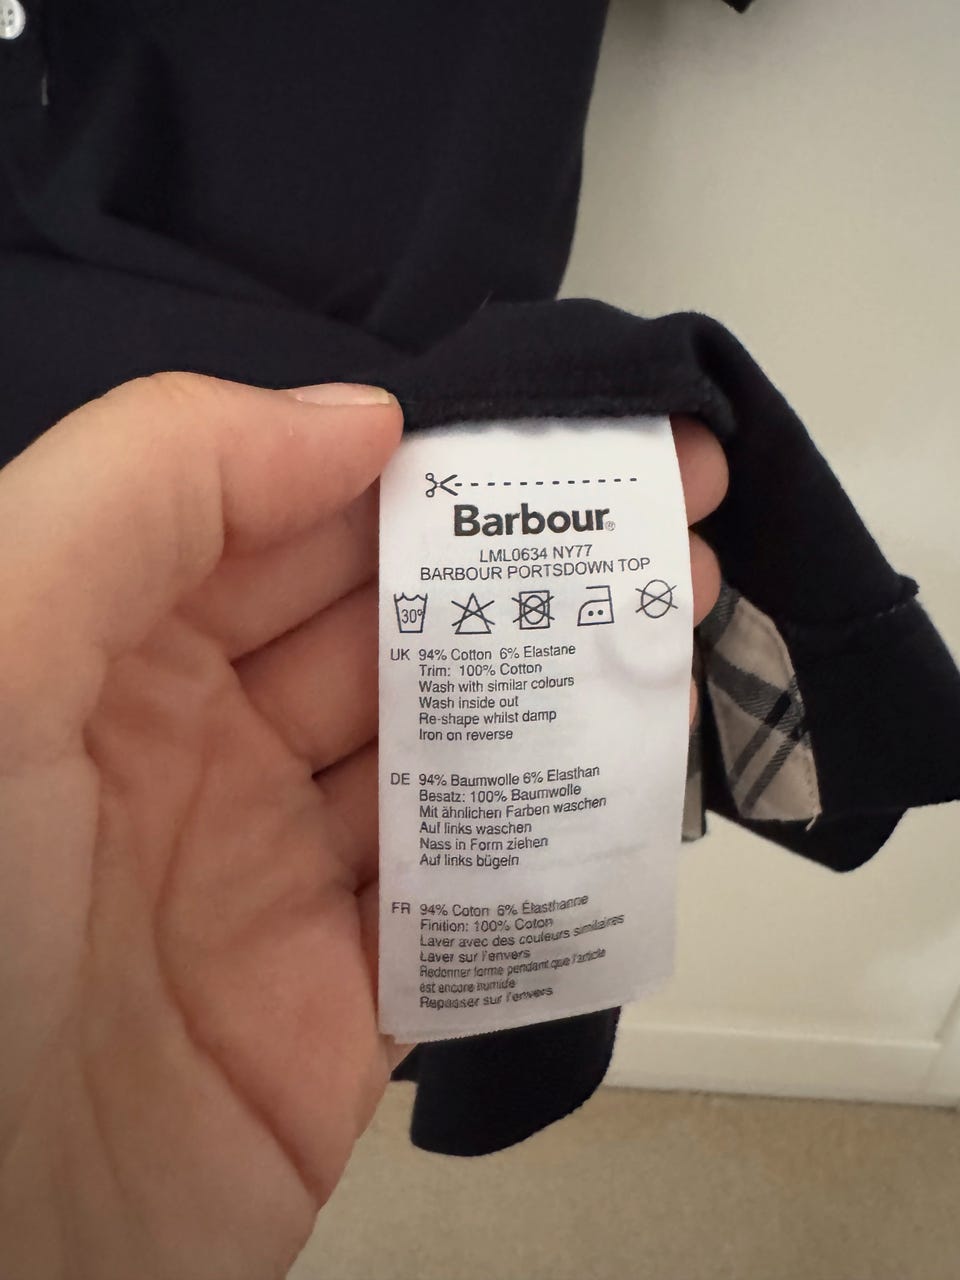 Barbour®
LML0634 NY77
BARBOUR PORTSDOWN TOP
30°
UK 94% Cotton 6% Elastane
Trim: 100% Cotton
Wash with similar colours
Wash inside out
Re-shape whilst damp
Iron on reverse
DE 94% Baumwolle 6% Elasthan
Besatz: 100% Baumwolle
Mit ähnlichen Farben waschen
Auf links waschen
Nass in Form ziehen
Auf links bügeln
FR 94% Coton 6% Élasthanne
Finition: 100% Coton
Laver avec des couleurs similaires
Laver sur l'envers
Redonner forme pendant que l'article
est encore humide
Repasser sur l'envers